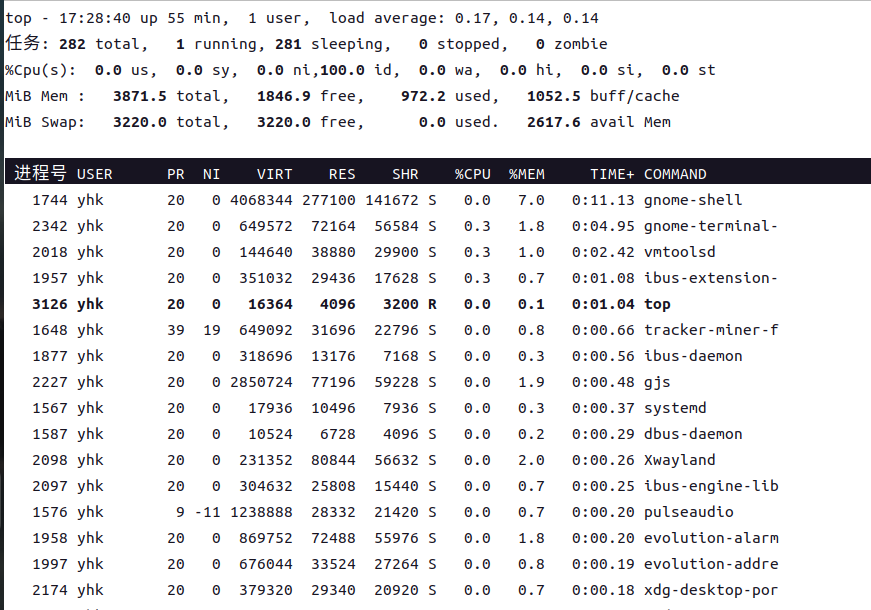 top - 17:28:40 up 55 min,  1 user,  load average: 0.17, 0.14, 0.14
任务: 282 total,   1 running, 281 sleeping,   0 stopped,   0 zombie
%Cpu(s):  0.0 us,  0.0 sy,  0.0 ni,100.0 id,  0.0 wa,  0.0 hi,  0.0 si,  0.0 st
MiB Mem :   3871.5 total,   1846.9 free,    972.2 used,   1052.5 buff/cache
MiB Swap:   3220.0 total,   3220.0 free,      0.0 used.   2617.6 avail Mem
进程号 USER      PR  NI    VIRT    RES    SHR    %CPU  %MEM     TIME+ COMMAND
1744 yhk       20   0 4068344 277100 141672 S   0.0   7.0   0:11.13 gnome-shell
2342 yhk       20   0  649572  72164  56584 S   0.3   1.8   0:04.95 gnome-terminal-
2018 yhk       20   0  144640  38880  29900 S   0.3   1.0   0:02.42 vmtoolsd
1957 yhk       20   0  351032  29436  17628 S   0.3   0.7   0:01.08 ibus-extension-
3126 yhk       20   0   16364   4096   3200 R   0.0   0.1   0:01.04 top
1648 yhk       39  19  649092  31696  22796 S   0.0   0.8   0:00.66 tracker-miner-f
1877 yhk       20   0  318696  13176   7168 S   0.0   0.3   0:00.56 ibus-daemon
2227 yhk       20   0 2850724  77196  59228 S   0.0   1.9   0:00.48 gjs
1567 yhk       20   0   17936  10496   7936 S   0.0   0.3   0:00.37 systemd
1587 yhk       20   0   10524   6728   4096 S   0.0   0.2   0:00.29 dbus-daemon
2098 yhk       20   0  231352  80844  56632 S   0.0   2.0   0:00.26 Xwayland
2097 yhk       20   0  304632  25808  15440 S   0.0   0.7   0:00.25 ibus-engine-lib
1576 yhk        9 -11 1238888  28332  21420 S   0.0   0.7   0:00.20 pulseaudio
1958 yhk       20   0  869752  72488  55976 S   0.0   1.8   0:00.20 evolution-alarm
1997 yhk       20   0  676044  33524  27264 S   0.0   0.8   0:00.19 evolution-addre
2174 yhk       20   0  379320  29340  20920 S   0.0   0.7   0:00.18 xdg-desktop-por